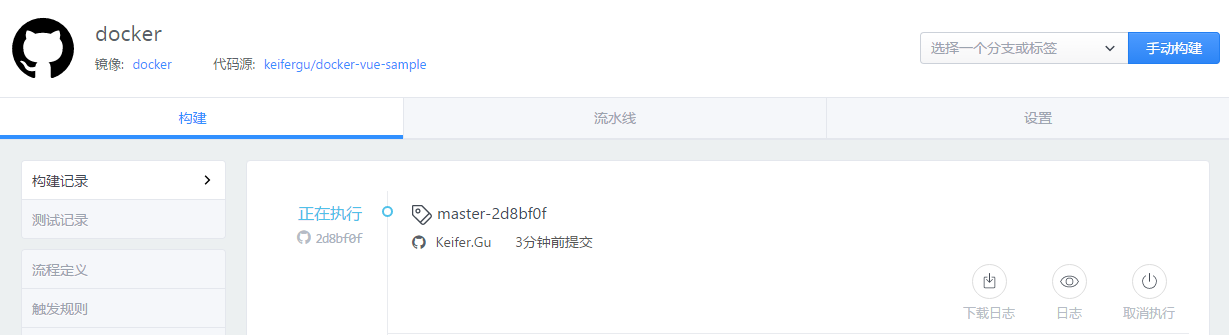 docker
镜像: docker 代码源: keifergu/docker-vue-sample
选择一个分支或标签 手动构建
构建 流水线 设置
构建记录
测试记录
流程定义
触发规则
正在执行 master-2d8bf0f
2d8bf0f Keifer.Gu 3分钟前提交
下载日志 日志 取消执行